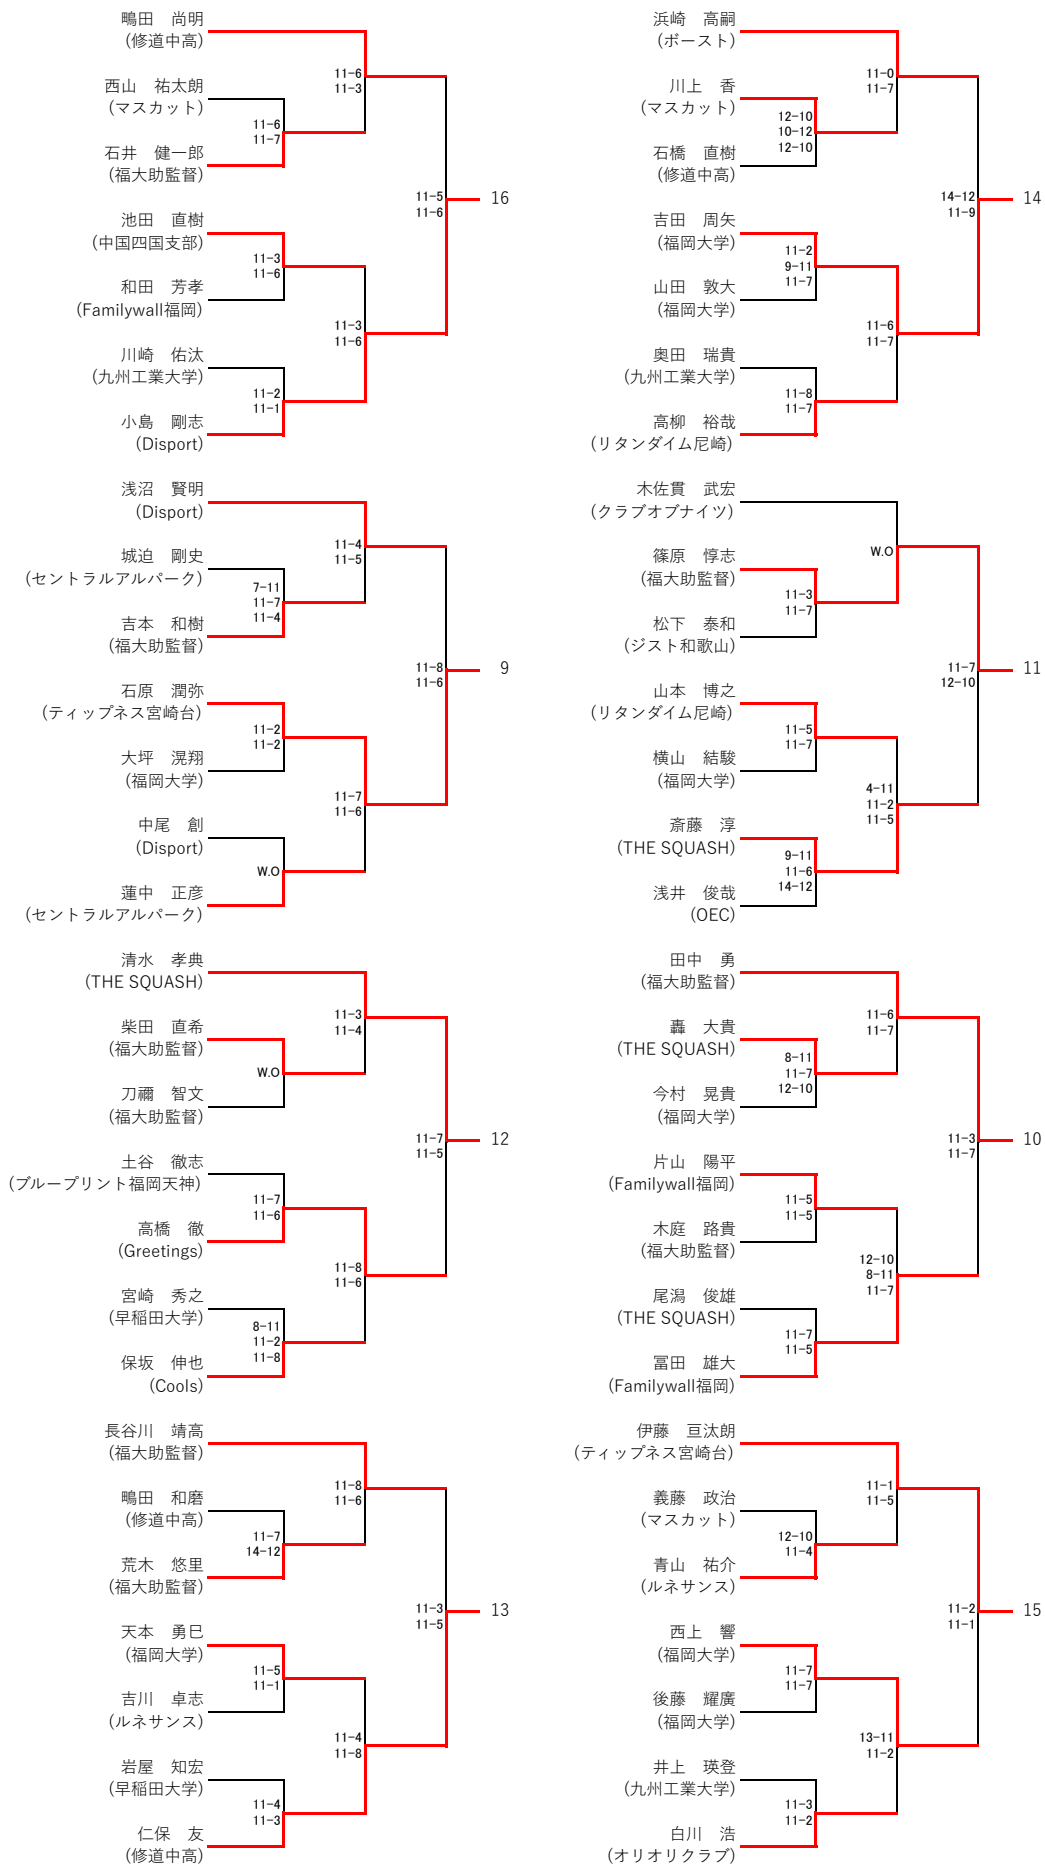 鴫田　尚明
(修道中高)
11-6
11-3
西山　祐太朗
(マスカット)
11-6
11-7
石井　健一郎
(福大助監督)
11-5
11-6
16
池田　直樹
(中国四国支部)
11-3
11-6
和田　芳孝
(Familywall福岡)
11-3
11-6
川崎　佑汰
(九州工業大学)
11-2
11-1
小島　剛志
(Disport)
浅沼　賢明
(Disport)
11-4
11-5
城迫　剛史
(セントラルアルパーク)
7-11
11-7
11-4
吉本　和樹
(福大助監督)
11-8
11-6
9
石原　潤弥
(ティップネス宮崎台)
11-2
11-2
大坪　滉翔
(福岡大学)
11-7
11-6
中尾　創
(Disport)
W.O
蓮中　正彦
(セントラルアルパーク)
清水　孝典
(THE SQUASH)
11-3
11-4
柴田　直希
(福大助監督)
W.O
刀禰　智文
(福大助監督)
11-7
11-5
12
土谷　徹志
(ブループリント福岡天神)
11-7
11-6
高橋　徹
(Greetings)
11-8
11-6
宮崎　秀之
(早稲田大学)
8-11
11-2
11-8
保坂　伸也
(Cools)
長谷川　靖高
(福大助監督)
11-8
11-6
鴫田　和磨
(修道中高)
11-7
14-12
荒木　悠里
(福大助監督)
11-3
11-5
13
天本　勇巳
(福岡大学)
11-5
11-1
吉川　卓志
(ルネサンス)
11-4
11-8
岩屋　知宏
(早稲田大学)
11-4
11-3
仁保　友
(修道中高)
浜崎　高嗣
(ボースト)
11-0
11-7
川上　香
(マスカット)
12-10
10-12
12-10
石橋　直樹
(修道中高)
14-12
11-9
14
吉田　周矢
(福岡大学)
11-2
9-11
11-7
山田　敦大
(福岡大学)
11-6
11-7
奥田　瑞貴
(九州工業大学)
11-8
11-7
高柳　裕哉
(リタンダイム尼崎)
木佐貫　武宏
(クラブオブナイツ)
W.O
篠原　惇志
(福大助監督)
11-3
11-7
松下　泰和
(ジスト和歌山)
11-7
12-10
11
山本　博之
(リタンダイム尼崎)
11-5
11-7
横山　結駿
(福岡大学)
4-11
11-2
11-5
斎藤　淳
(THE SQUASH)
9-11
11-6
14-12
浅井　俊哉
(OEC)
田中　勇
(福大助監督)
11-6
11-7
轟　大貴
(THE SQUASH)
8-11
11-7
12-10
今村　晃貴
(福岡大学)
11-3
11-7
10
片山　陽平
(Familywall福岡)
11-5
11-5
木庭　路貴
(福大助監督)
12-10
8-11
11-7
尾潟　俊雄
(THE SQUASH)
11-7
11-5
冨田　雄大
(Familywall福岡)
伊藤　亘汰朗
(ティップネス宮崎台)
11-1
11-5
義藤　政治
(マスカット)
12-10
11-4
青山　祐介
(ルネサンス)
11-2
11-1
15
西上　響
(福岡大学)
11-7
11-7
後藤　耀廣
(福岡大学)
13-11
11-2
井上　瑛登
(九州工業大学)
11-3
11-2
白川　浩
(オリオリクラブ)